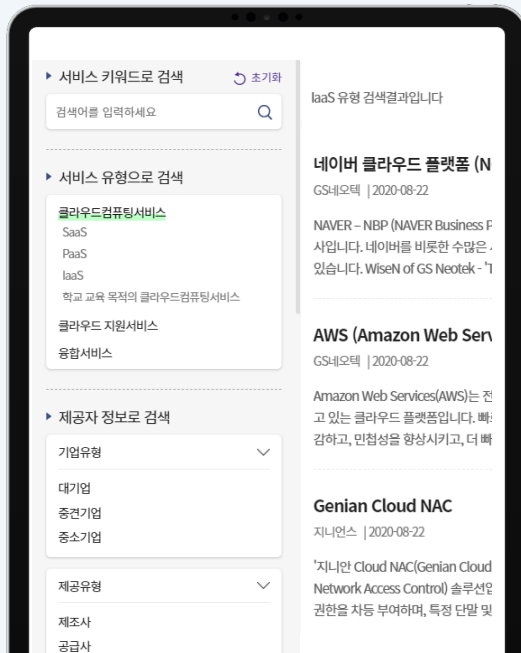 서비스 키워드로 검색
초기화
검색어를 입력하세요
서비스 유형으로 검색
클라우드컴퓨팅서비스
SaaS
PaaS
IaaS
학교 교육 목적의 클라우드컴퓨팅서비스
클라우드 지원서비스
융합서비스
제공자 정보로 검색
기업유형
대기업
중견기업
중소기업
제공유형
제조사
공급사
IaaS 유형 검색결과입니다
네이버 클라우드 플랫폼 (N
GS네오텍 | 2020-08-22
NAVER – NBP (NAVER Business P
사입니다. 네이버를 비롯한 수많은
있습니다. WiseN of GS Neotek - 'T
AWS (Amazon Web Serv
GS네오텍 | 2020-08-22
Amazon Web Services(AWS)는 전
고 있는 클라우드 플랫폼입니다. 빠
감하고, 민첩성을 향상시키고, 더 빠
Genian Cloud NAC
지니언스 | 2020-08-22
'지니안 Cloud NAC(Genian Cloud
Network Access Control) 솔루션입
권한을 차등 부여하며, 특정 단말 및